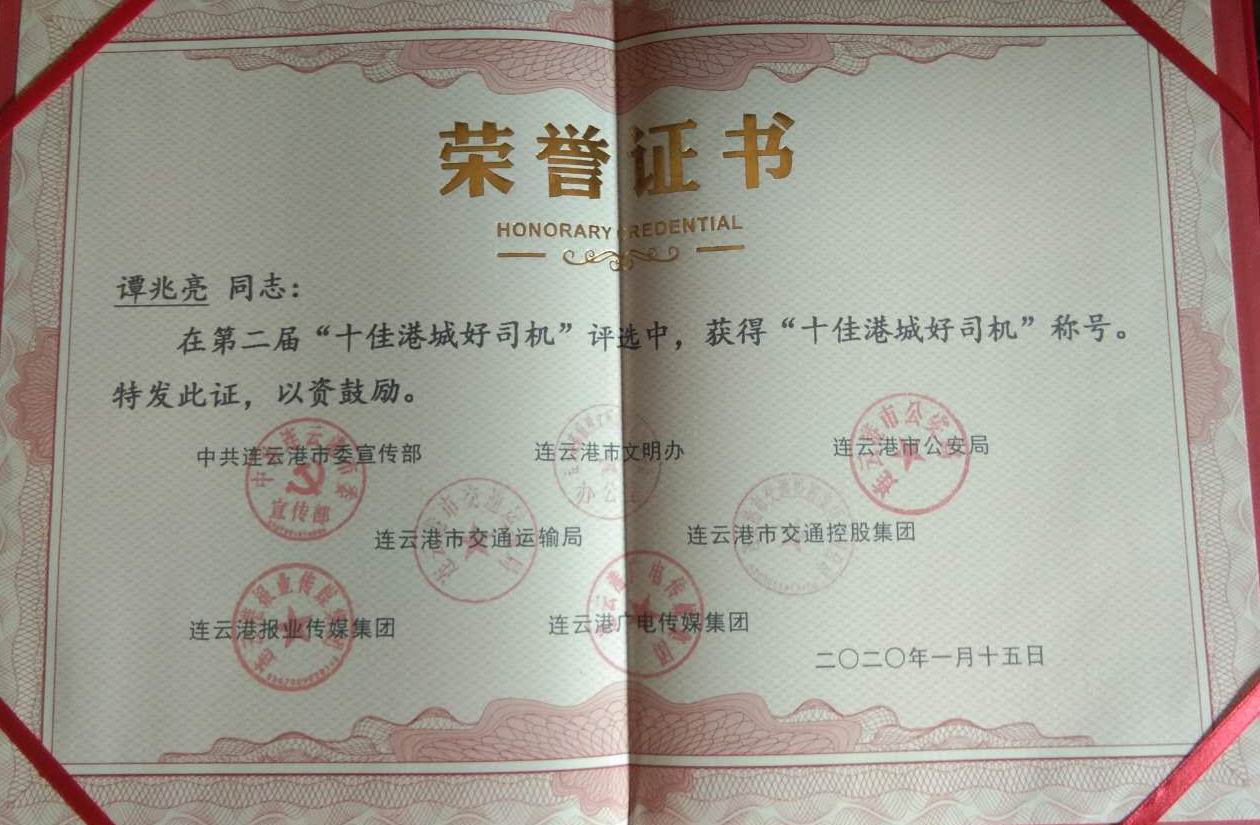 荣誉证书
HONORARY CREDENTIAL
谭兆亮 同志：
在第二届“十佳港城好司机”评选中，获得“十佳港城好司机”称号。
特发此证，以资鼓励。
中共连云港市委宣传部 连云港市文明办 连云港市公安局
连云港市交通运输局 连云港市交通控股集团
连云港报业传媒集团 连云港广电传媒集团
二〇二〇年一月十五日
宣传部
办公